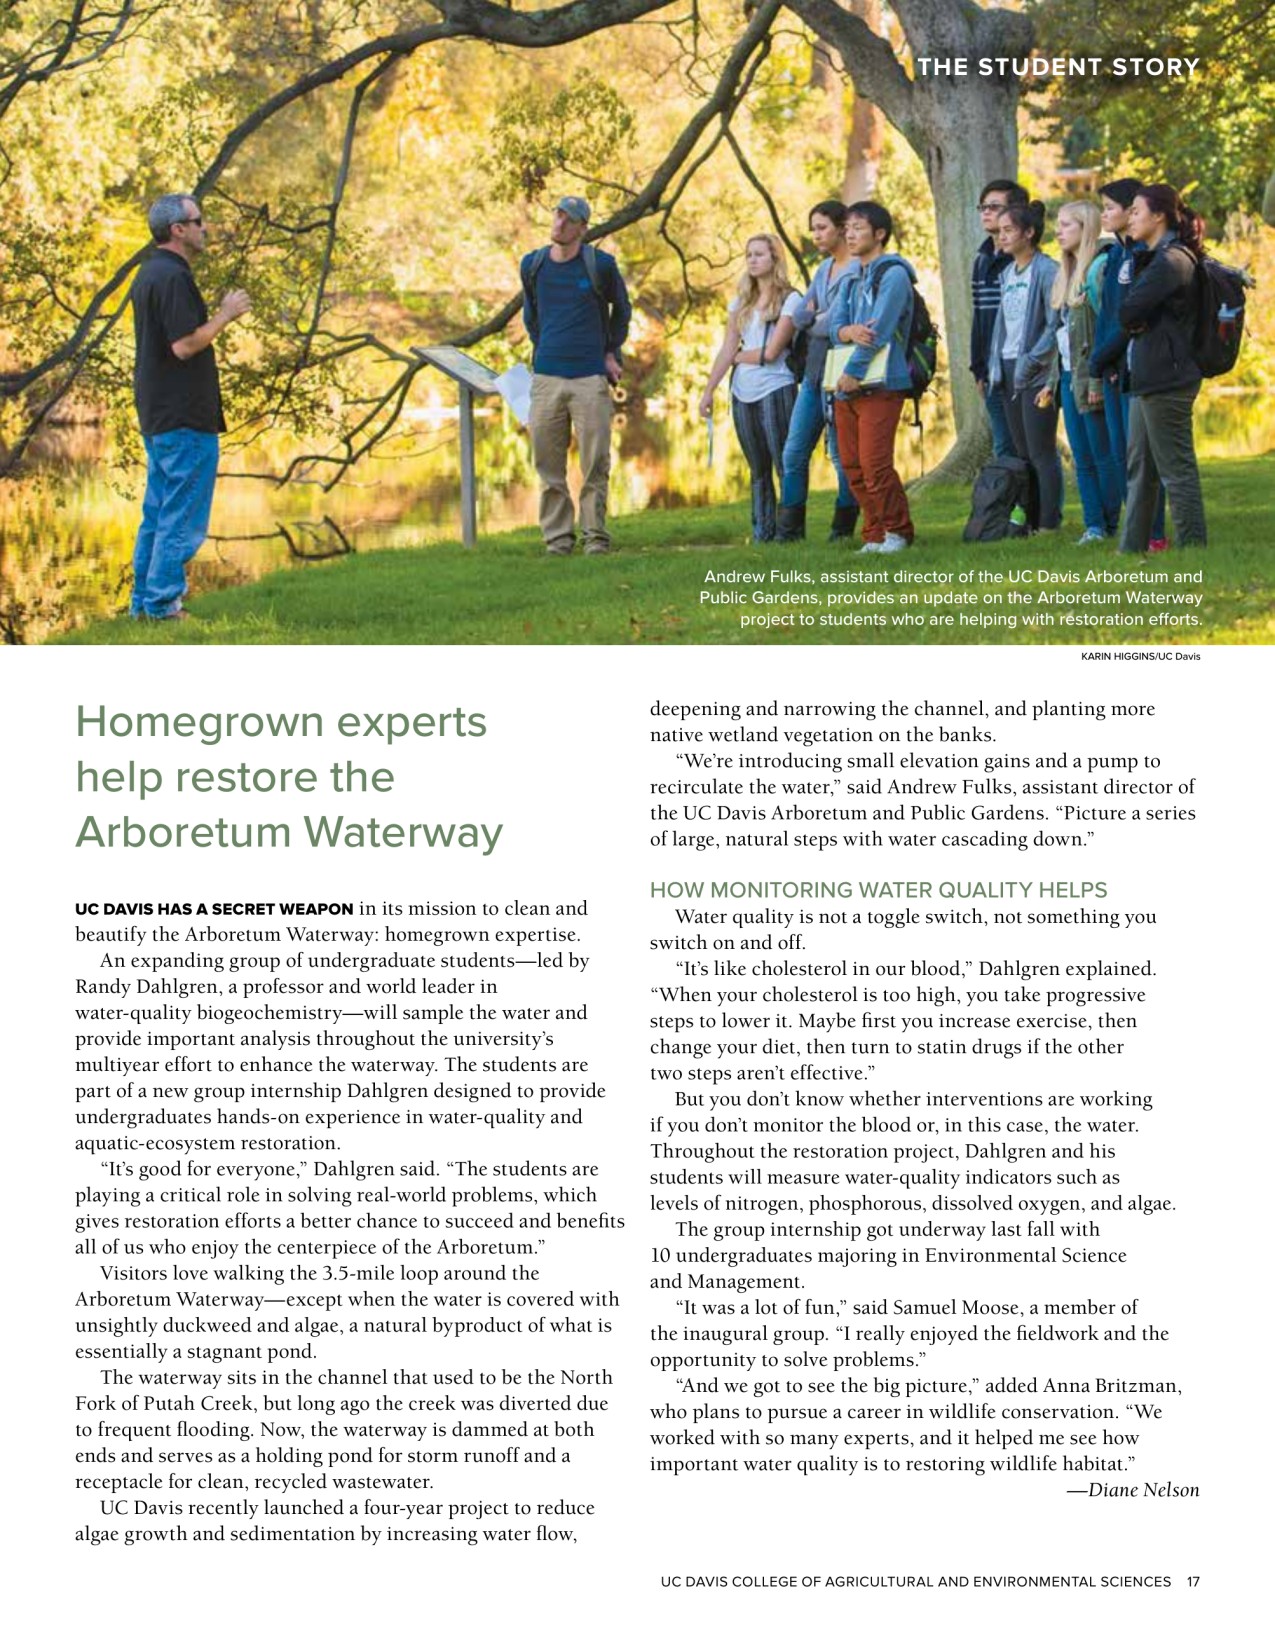 THE STUDENT STORY
Andrew Fulks, assistant director of the UC Davis Arboretum and
Public Gardens, provides an update on the Arboretum Waterway
project to students who are helping with restoration efforts.
KARIN HIGGINS/UC Davis
Homegrown experts
help restore the
Arboretum Waterway
UC DAVIS HAS A SECRET WEAPON in its mission to clean and
beautify the Arboretum Waterway: homegrown expertise.
An expanding group of undergraduate students—led by
Randy Dahlgren, a professor and world leader in
water-quality biogeochemistry—will sample the water and
provide important analysis throughout the university’s
multiyear effort to enhance the waterway. The students are
part of a new group internship Dahlgren designed to provide
undergraduates hands-on experience in water-quality and
aquatic-ecosystem restoration.
“It’s good for everyone,” Dahlgren said. “The students are
playing a critical role in solving real-world problems, which
gives restoration efforts a better chance to succeed and benefits
all of us who enjoy the centerpiece of the Arboretum.”
Visitors love walking the 3.5-mile loop around the
Arboretum Waterway—except when the water is covered with
unsightly duckweed and algae, a natural byproduct of what is
essentially a stagnant pond.
The waterway sits in the channel that used to be the North
Fork of Putah Creek, but long ago the creek was diverted due
to frequent flooding. Now, the waterway is dammed at both
ends and serves as a holding pond for storm runoff and a
receptacle for clean, recycled wastewater.
UC Davis recently launched a four-year project to reduce
algae growth and sedimentation by increasing water flow,
deepening and narrowing the channel, and planting more
native wetland vegetation on the banks.
“We’re introducing small elevation gains and a pump to
recirculate the water,” said Andrew Fulks, assistant director of
the UC Davis Arboretum and Public Gardens. “Picture a series
of large, natural steps with water cascading down.”
HOW MONITORING WATER QUALITY HELPS
Water quality is not a toggle switch, not something you
switch on and off.
“It’s like cholesterol in our blood,” Dahlgren explained.
“When your cholesterol is too high, you take progressive
steps to lower it. Maybe first you increase exercise, then
change your diet, then turn to statin drugs if the other
two steps aren’t effective.”
But you don’t know whether interventions are working
if you don’t monitor the blood or, in this case, the water.
Throughout the restoration project, Dahlgren and his
students will measure water-quality indicators such as
levels of nitrogen, phosphorous, dissolved oxygen, and algae.
The group internship got underway last fall with
10 undergraduates majoring in Environmental Science
and Management.
“It was a lot of fun,” said Samuel Moose, a member of
the inaugural group. “I really enjoyed the fieldwork and the
opportunity to solve problems.”
“And we got to see the big picture,” added Anna Britzman,
who plans to pursue a career in wildlife conservation. “We
worked with so many experts, and it helped me see how
important water quality is to restoring wildlife habitat.”
—Diane Nelson
UC DAVIS COLLEGE OF AGRICULTURAL AND ENVIRONMENTAL SCIENCES 17